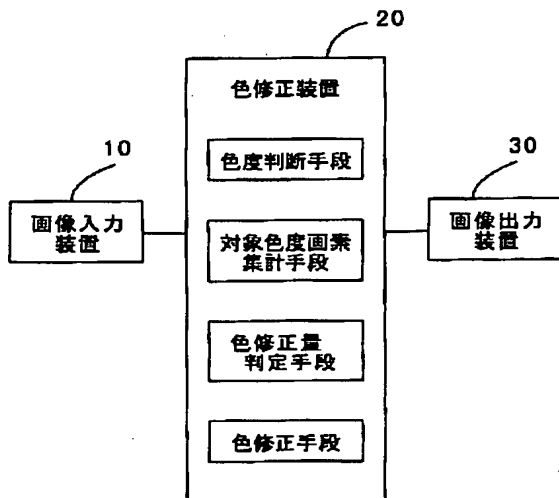 20
色修正装置
10
画像入力
装置
色度判断手段
対象色度画素
集計手段
色修正量
判定手段
色修正手段
30
画像出力
装置